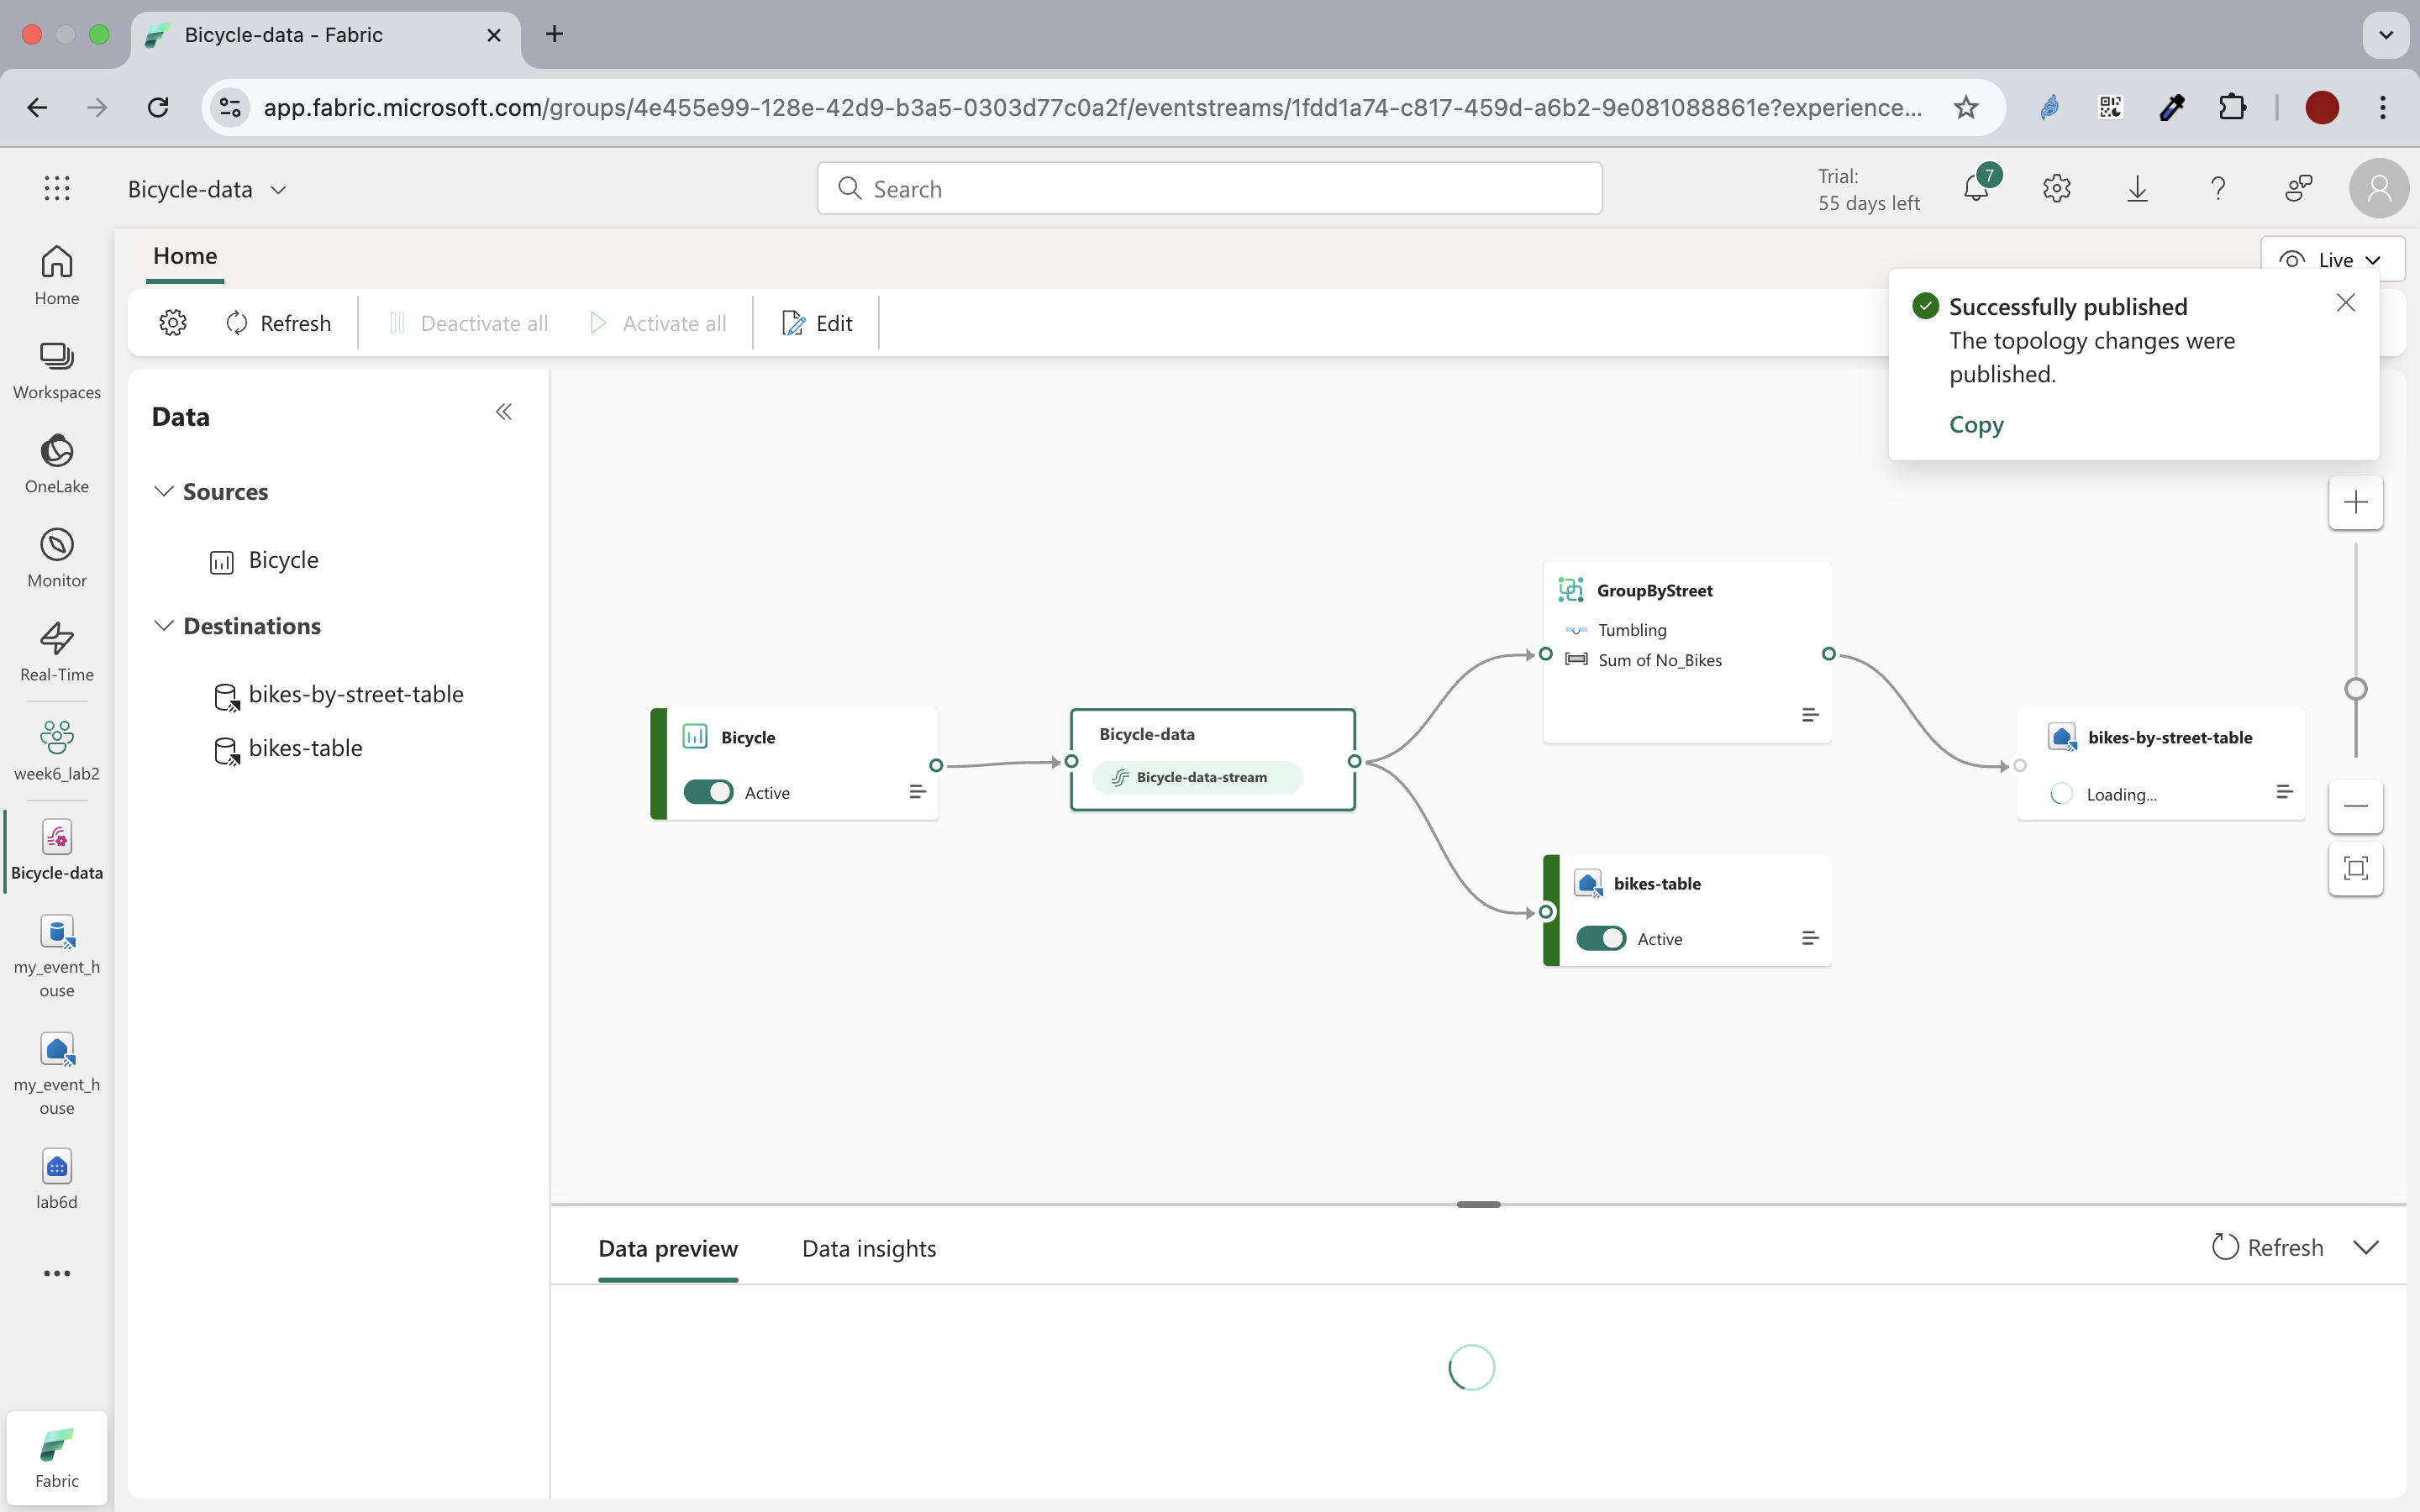 Bicycle-data - Fabric
app.fabric.microsoft.com/groups/4e455e99-128e-42d9-b3a5-0303d77c0a2f/eventstreams/1fdd1a74-c817-459d-a6b2-9e081088861e?experience...
Bicycle-data
Search
Trial:
55 days left
7
Home
Live
Refresh
Deactivate all
Activate all
Edit
Successfully published
The topology changes were
published.
Copy
Home
Workspaces
OneLake
Monitor
Real-Time
week6_lab2
Bicycle-data
my_event_h
ouse
my_event_h
ouse
lab6d
Fabric
Data
Sources
Bicycle
Destinations
bikes-by-street-table
bikes-table
Bicycle
Active
Bicycle-data
Bicycle-data-stream
GroupByStreet
Tumbling
Sum of No_Bikes
bikes-by-street-table
Loading...
bikes-table
Active
Data preview
Data insights
Refresh